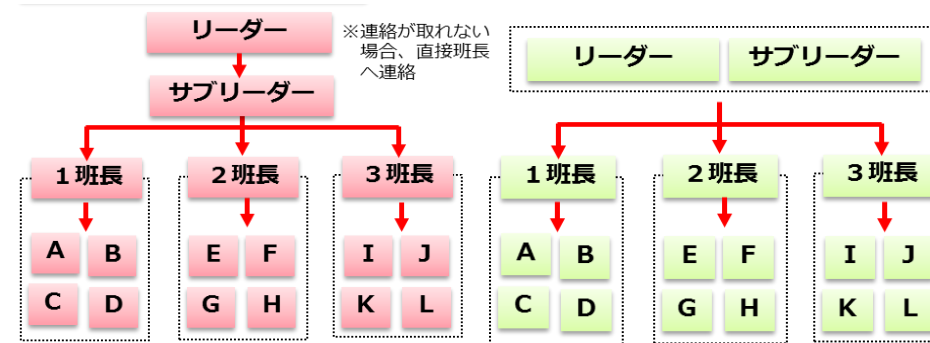 リーダー
※連絡が取れない
場合、直接班長
へ連絡
サブリーダー
1班長
2班長
3班長
A B
C D
E F
G H
I J
K L
リーダー
サブリーダー
1班長
2班長
3班長
A B
C D
E F
G H
I J
K L